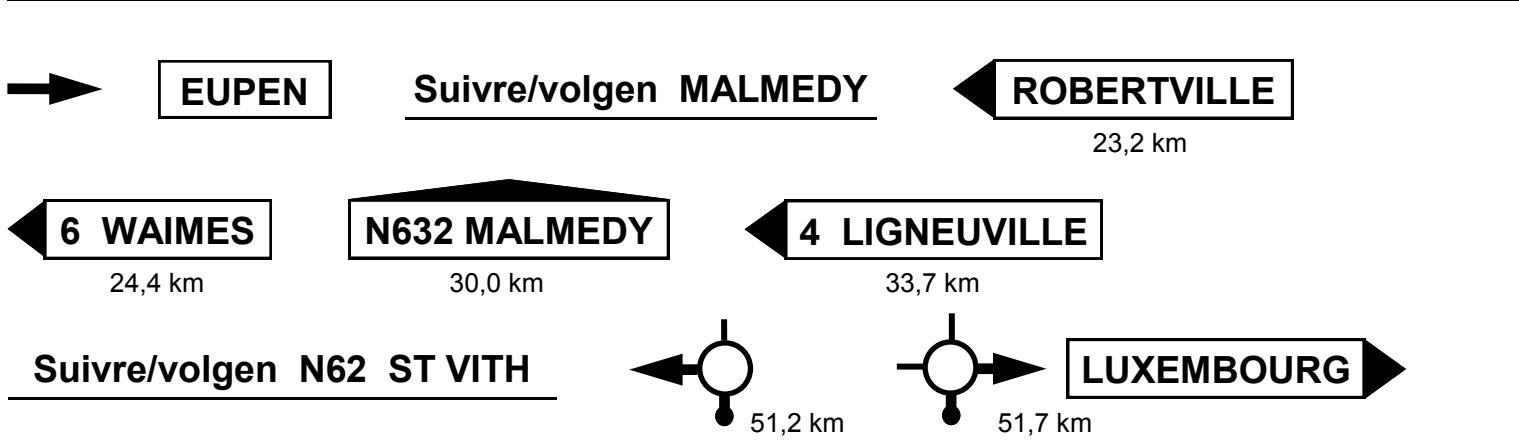 EUPEN Suivre/volgen MALMEDY ROBERTVILLE
23,2 km
6 WAIMES N632 MALMEDY 4 LIGNEUVILLE
24,4 km 30,0 km 33,7 km
Suivre/volgen N62 ST VITH LUXEMBOURG
51,2 km 51,7 km